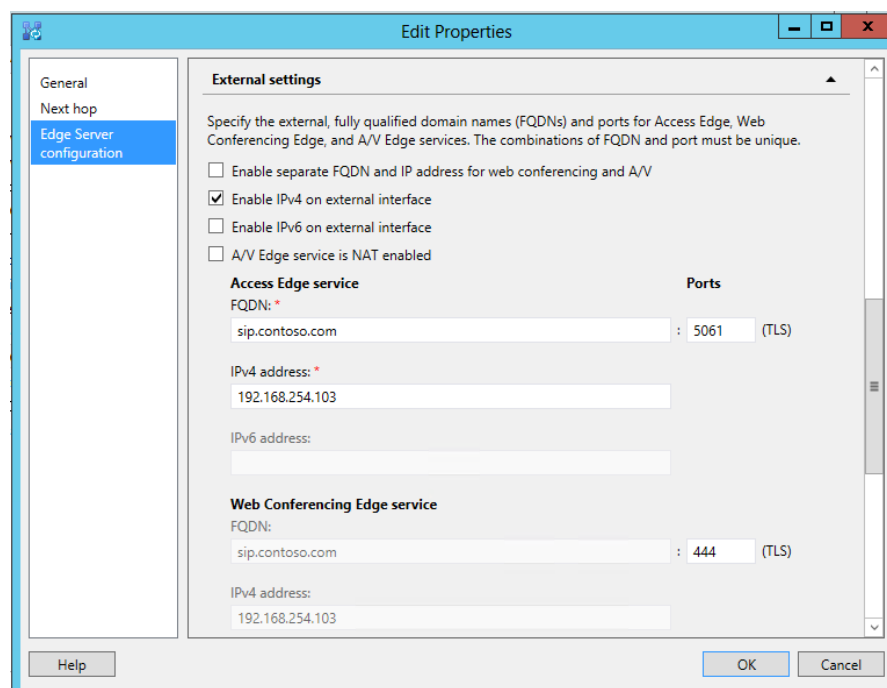 Edit Properties
General
Next hop
Edge Server
configuration
External settings
Specify the external, fully qualified domain names (FQDNs) and ports for Access Edge, Web
Conferencing Edge, and A/V Edge services. The combinations of FQDN and port must be unique.
Enable separate FQDN and IP address for web conferencing and A/V
Enable IPv4 on external interface
Enable IPv6 on external interface
A/V Edge service is NAT enabled
Access Edge service Ports
FQDN: *
sip.contoso.com : 5061 (TLS)
IPv4 address: *
192.168.254.103
IPv6 address:
Web Conferencing Edge service
FQDN:
sip.contoso.com : 444 (TLS)
IPv4 address:
192.168.254.103
Help OK Cancel